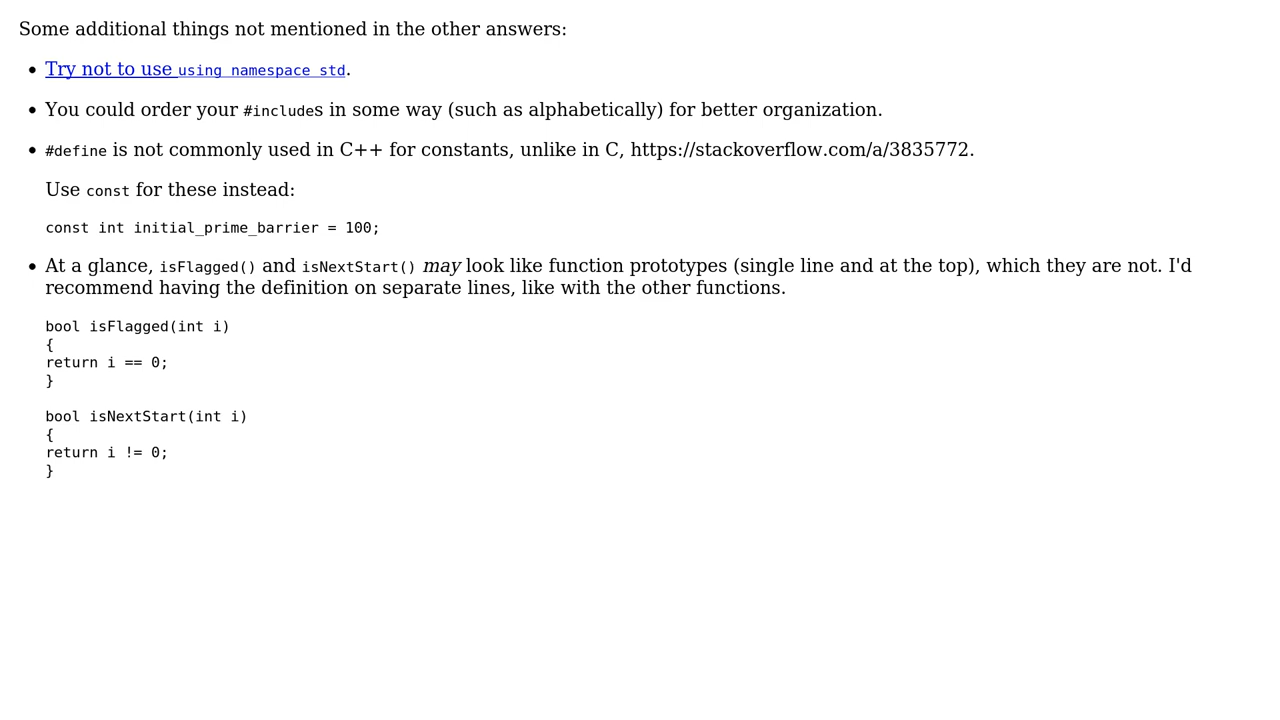 Some additional things not mentioned in the other answers:
• Try not to use using namespace std.
• You could order your #includes in some way (such as alphabetically) for better organization.
• #define is not commonly used in C++ for constants, unlike in C, https://stackoverflow.com/a/3835772.
Use const for these instead:
const int initial_prime_barrier = 100;
• At a glance, isFlagged() and isNextStart() may look like function prototypes (single line and at the top), which they are not. I'd
recommend having the definition on separate lines, like with the other functions.
bool isFlagged(int i)
{
return i == 0;
}
bool isNextStart(int i)
{
return i != 0;
}